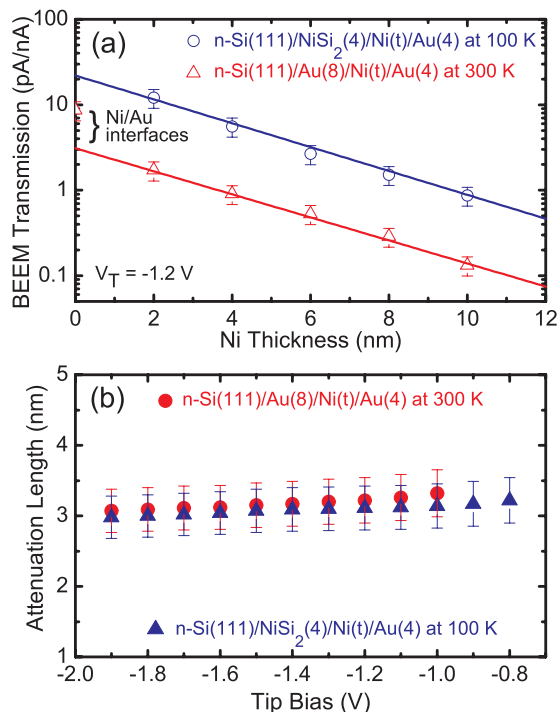 (a)
n-Si(111)/NiSi2(4)/Ni(t)/Au(4) at 100 K
n-Si(111)/Au(8)/Ni(t)/Au(4) at 300 K
BEEM Transmission (pA/nA)
100
10
1
0.1
} Ni/Au
interfaces
VT = -1.2 V
0 2 4 6 8 10 12
Ni Thickness (nm)
(b)
n-Si(111)/Au(8)/Ni(t)/Au(4) at 300 K
Attenuation Length (nm)
5
4
3
2
1
n-Si(111)/NiSi2(4)/Ni(t)/Au(4) at 100 K
-2.0 -1.8 -1.6 -1.4 -1.2 -1.0 -0.8
Tip Bias (V)